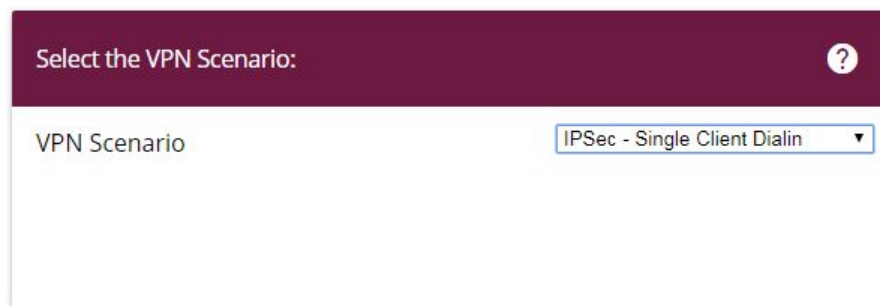 Select the VPN Scenario:
?
VPN Scenario
IPSec - Single Client Dialin